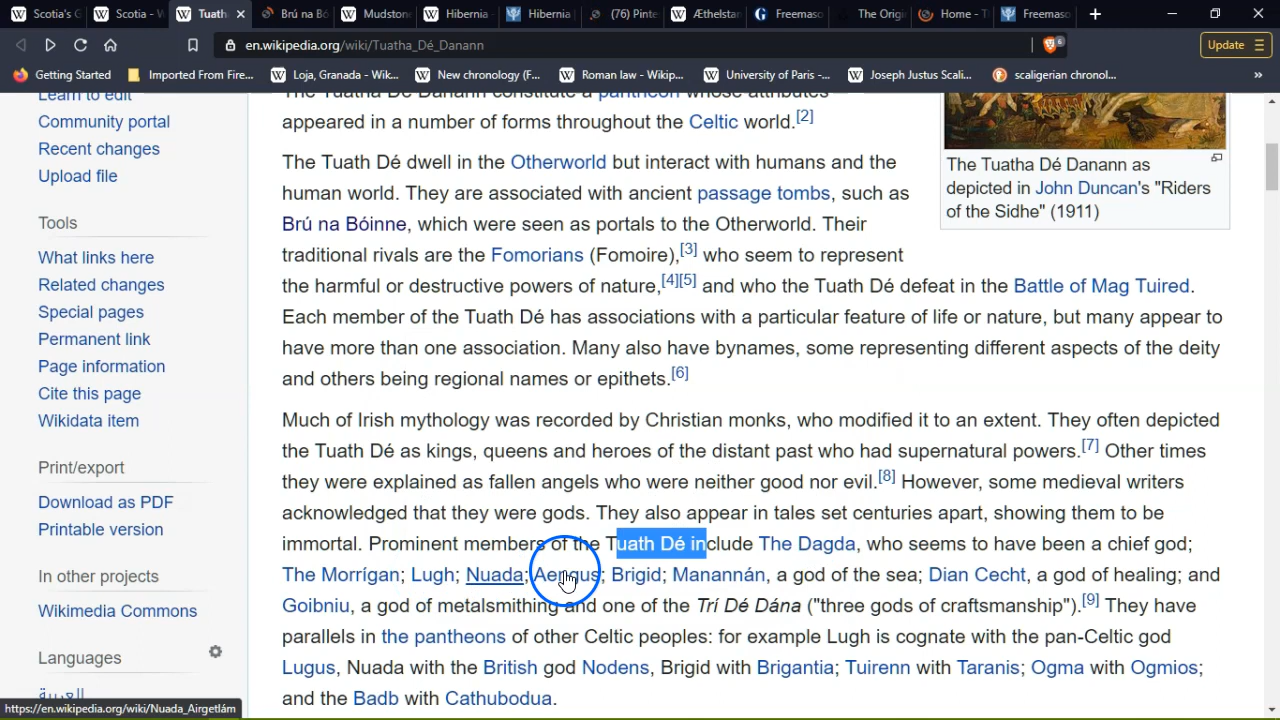 Scotia's G
Scotia - W
Tuath
Brú na Bó
Mudstone
Hibernia -
Hibernia
(76) Pinte
Æthelstan
Freemaso
The Origi
Home - T
Freemaso
en.wikipedia.org/wiki/Tuatha_Dé_Danann
6
Update
Getting Started
Imported From Fire...
Loja, Granada - Wik...
New chronology (F...
Roman law - Wikip...
University of Paris -...
Joseph Justus Scali...
scaligerian chronol...
»
Learn to edit
Community portal
Recent changes
Upload file
Tools
What links here
Related changes
Special pages
Permanent link
Page information
Cite this page
Wikidata item
Print/export
Download as PDF
Printable version
In other projects
Wikimedia Commons
Languages
العربية
https://en.wikipedia.org/wiki/Nuada_Airgetlám
The Tuatha Dé Danann constitute a pantheon whose attributes
appeared in a number of forms throughout the Celtic world.[2]
The Tuath Dé dwell in the Otherworld but interact with humans and the
human world. They are associated with ancient passage tombs, such as
Brú na Bóinne, which were seen as portals to the Otherworld. Their
traditional rivals are the Fomorians (Fomoire),[3] who seem to represent
the harmful or destructive powers of nature,[4][5] and who the Tuath Dé defeat in the Battle of Mag Tuired.
Each member of the Tuath Dé has associations with a particular feature of life or nature, but many appear to
have more than one association. Many also have bynames, some representing different aspects of the deity
and others being regional names or epithets.[6]
Much of Irish mythology was recorded by Christian monks, who modified it to an extent. They often depicted
the Tuath Dé as kings, queens and heroes of the distant past who had supernatural powers.[7] Other times
they were explained as fallen angels who were neither good nor evil.[8] However, some medieval writers
acknowledged that they were gods. They also appear in tales set centuries apart, showing them to be
immortal. Prominent members of the Tuath Dé include The Dagda, who seems to have been a chief god;
The Morrígan; Lugh; Nuada; Aengus; Brigid; Manannán, a god of the sea; Dian Cecht, a god of healing; and
Goibniu, a god of metalsmithing and one of the Trí Dé Dána ("three gods of craftsmanship").[9] They have
parallels in the pantheons of other Celtic peoples: for example Lugh is cognate with the pan-Celtic god
Lugus, Nuada with the British god Nodens, Brigid with Brigantia; Tuirenn with Taranis; Ogma with Ogmios;
and the Badb with Cathubodua.
The Tuatha Dé Danann as
depicted in John Duncan's "Riders
of the Sidhe" (1911)